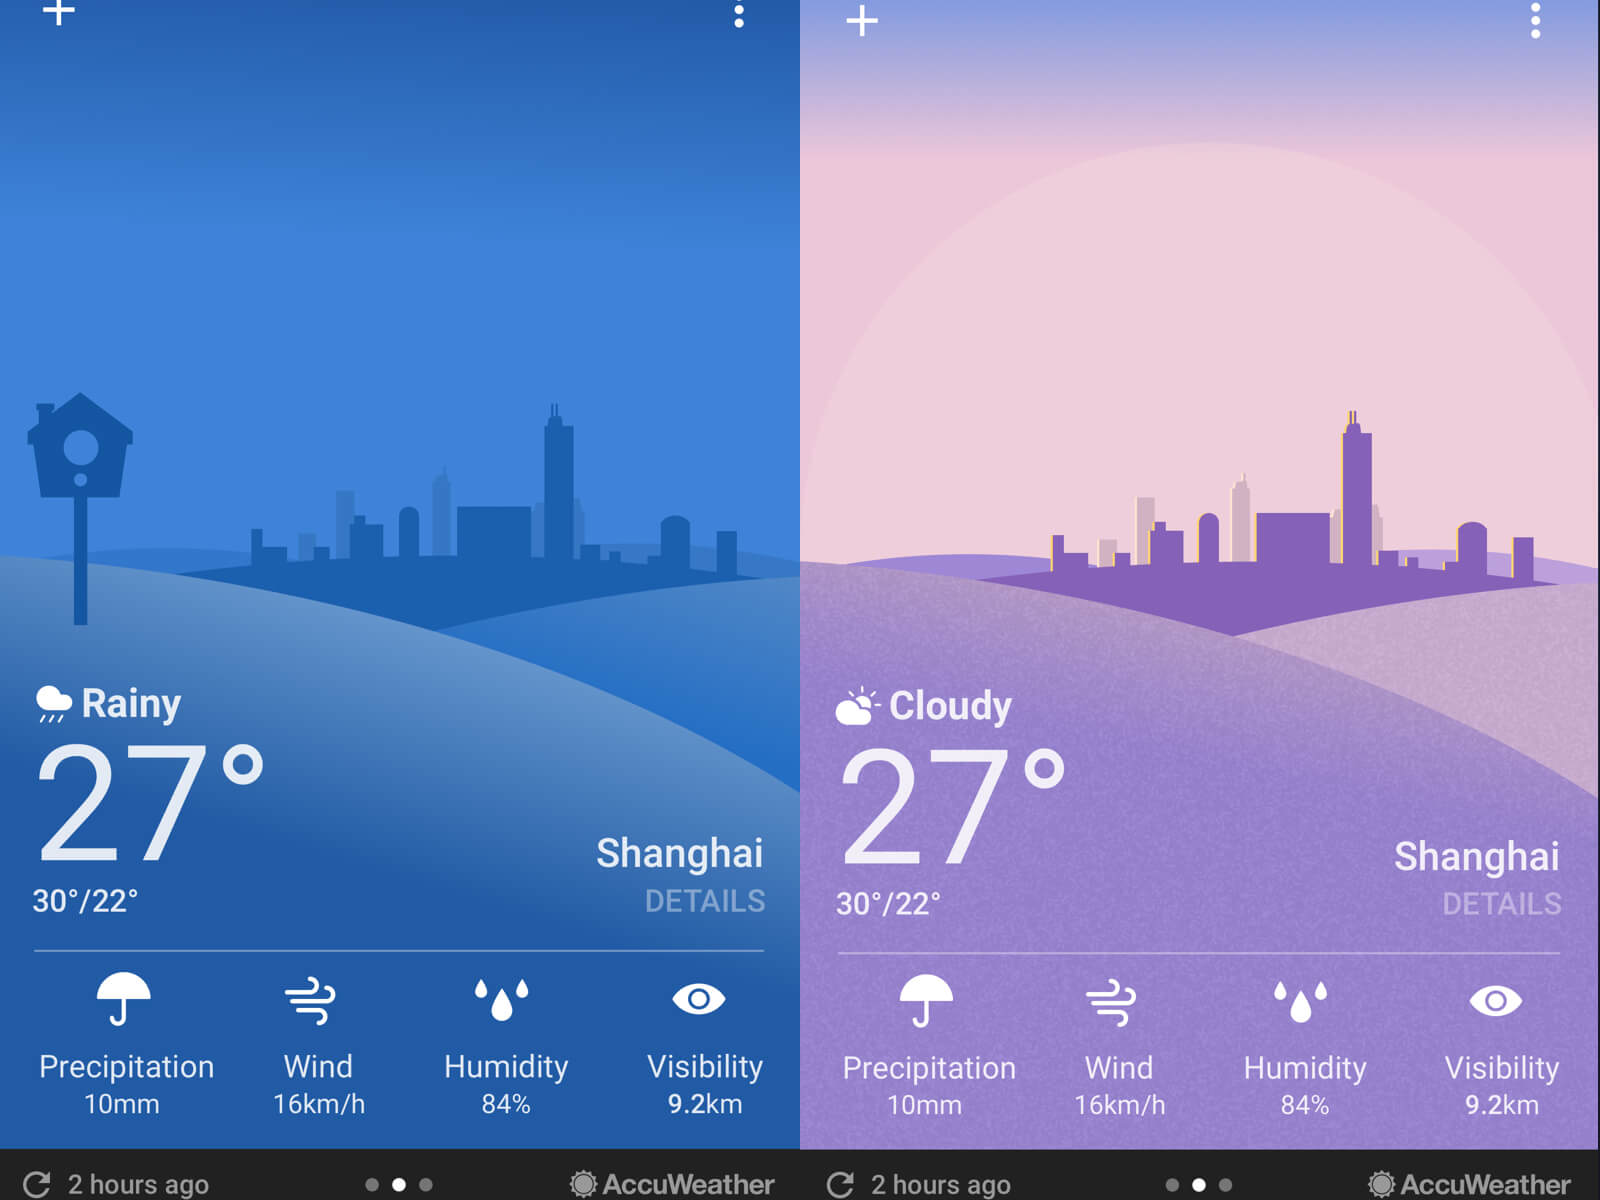 Rainy
27°
Shanghai
30°/22°
DETAILS
Precipitation
Wind
Humidity
Visibility
10mm
16km/h
84%
9.2km
2 hours ago
AccuWeather
Cloudy
27°
Shanghai
30°/22°
DETAILS
Precipitation
Wind
Humidity
Visibility
10mm
16km/h
84%
9.2km
2 hours ago
AccuWeather